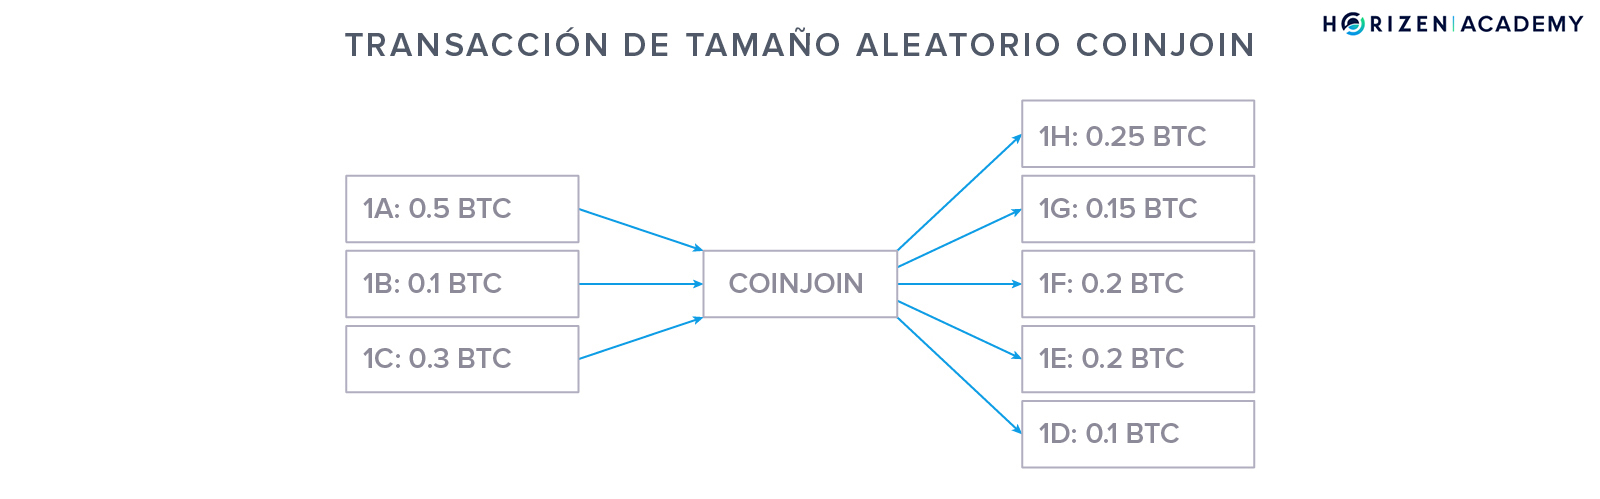 TRANSACCIÓN DE TAMAÑO ALEATORIO COINJOIN
HORIZEN ACADEMY
1A: 0.5 BTC
1B: 0.1 BTC
1C: 0.3 BTC
COINJOIN
1H: 0.25 BTC
1G: 0.15 BTC
1F: 0.2 BTC
1E: 0.2 BTC
1D: 0.1 BTC